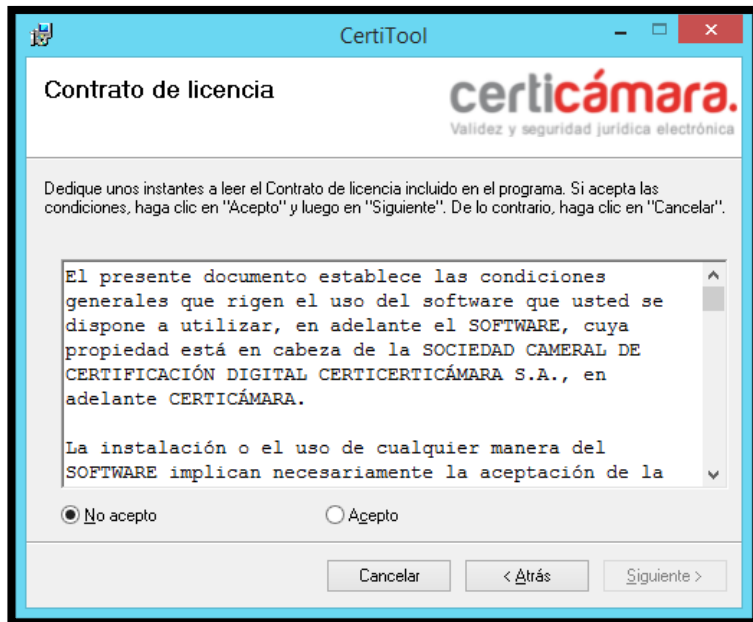 CertiTool
Contrato de licencia
certicámara.
Validez y seguridad jurídica electrónica
Dedique unos instantes a leer el Contrato de licencia incluido en el programa. Si acepta las
condiciones, haga clic en "Acepto" y luego en "Siguiente". De lo contrario, haga clic en "Cancelar".
El presente documento establece las condiciones
generales que rigen el uso del software que usted se
dispone a utilizar, en adelante el SOFTWARE, cuya
propiedad está en cabeza de la SOCIEDAD CAMERAL DE
CERTIFICACIÓN DIGITAL CERTICERTICÁMARA S.A., en
adelante CERTICÁMARA.
La instalación o el uso de cualquier manera del
SOFTWARE implican necesariamente la aceptación de la
No acepto
Acepto
Cancelar
< Atrás
Siguiente >